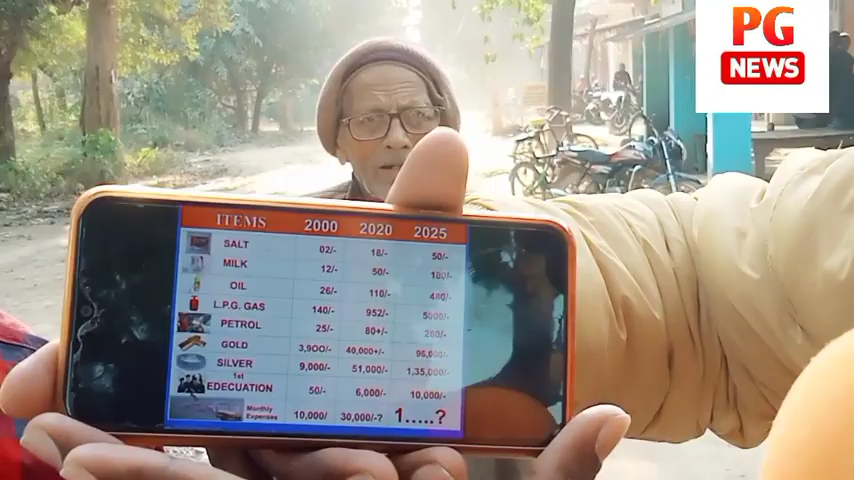 PG
NEWS
ITEMS 2000 2020 2025
SALT 02/- 18/- 50/-
MILK 12/- 50/- 180/-
OIL 26/- 110/- 480/-
L.P.G. GAS 140/- 952/- 5000/-
PETROL 25/- 80+/- 260/-
GOLD 3,900/- 40,000+/- 96,000/-
SILVER 9,000/- 51,000/- 1,35,000/-
1st
EDECUATION 50/- 6,000/- 10,000/-
Monthly
Expenses 10,000/ 30,000/-? 1.....?